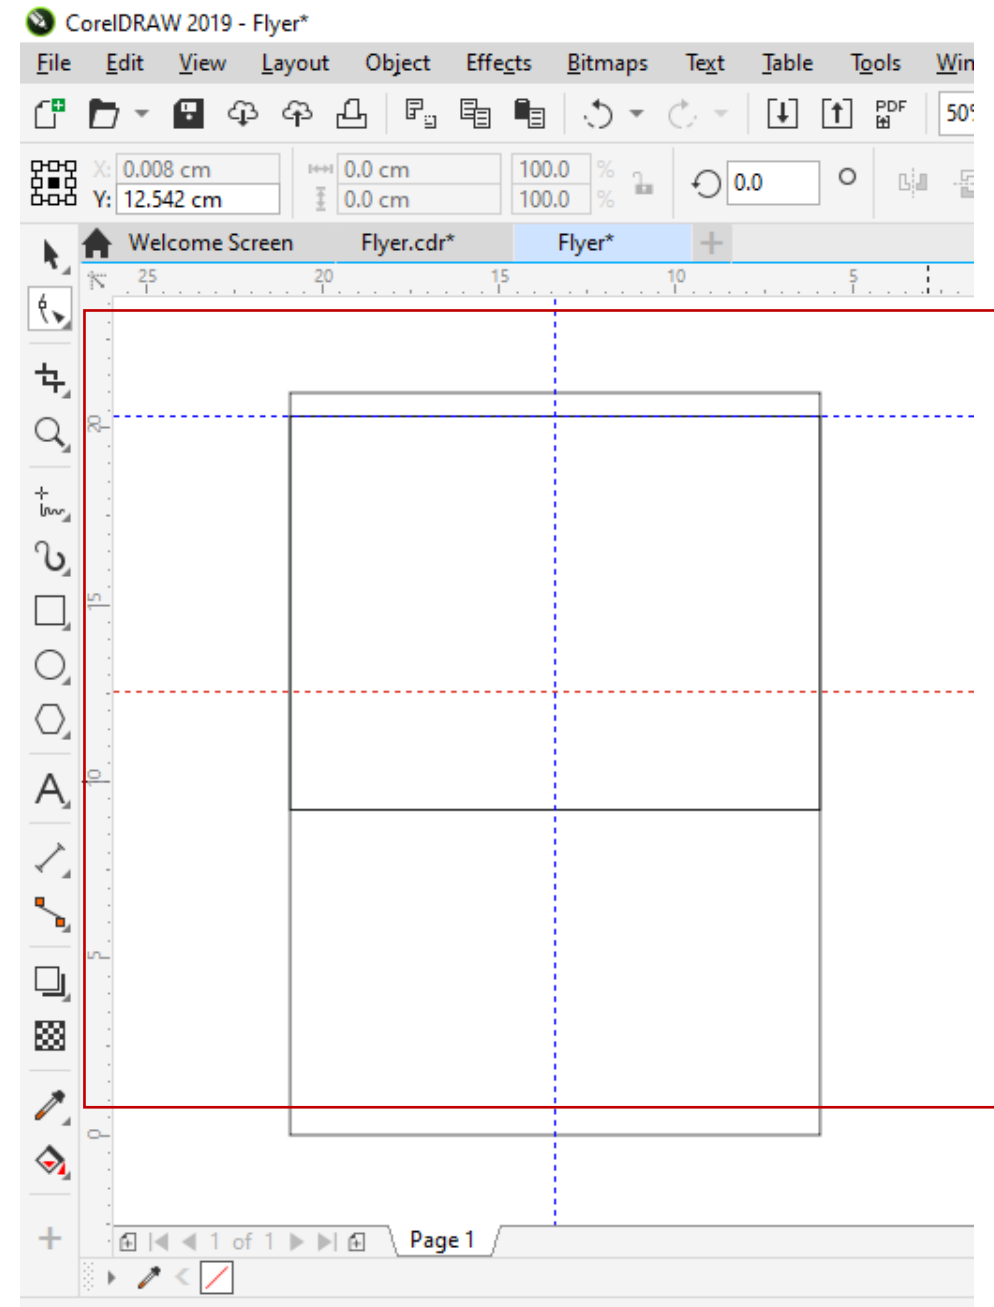 CorelDRAW 2019 - Flyer*
File Edit View Layout Object Effects Bitmaps Text Table Tools
PDF 50%
X: 0.008 cm 0.0 cm 100.0 % 0.0
Y: 12.542 cm 0.0 cm 100.0 %
Welcome Screen Flyer.cdr* Flyer*
25 20 15 10 5
20
15
10
5
0
1 of 1 Page 1